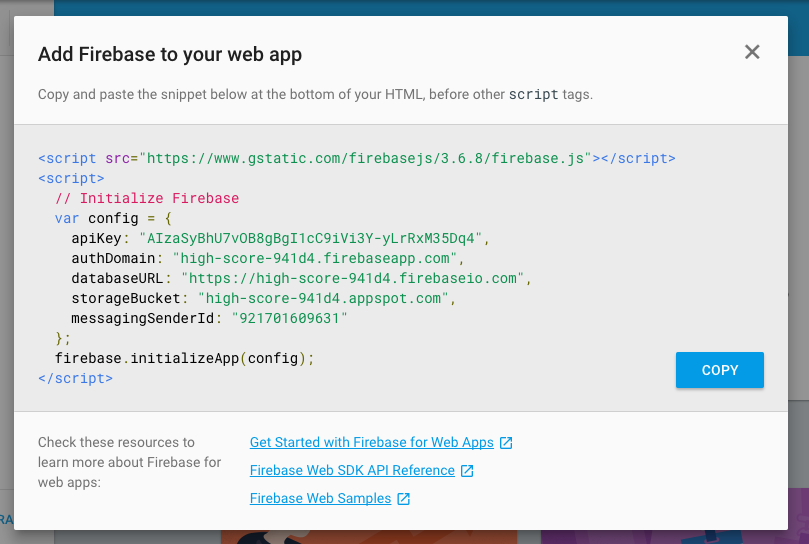 Add Firebase to your web app
Copy and paste the snippet below at the bottom of your HTML, before other script tags.
<script src="https://www.gstatic.com/firebasejs/3.6.8/firebase.js"></script>
<script>
// Initialize Firebase
var config = {
apiKey: "AIzaSyBhU7vOB8gBgI1cC9iVi3Y-yLrRxM35Dq4",
authDomain: "high-score-941d4.firebaseapp.com",
databaseURL: "https://high-score-941d4.firebaseio.com",
storageBucket: "high-score-941d4.appspot.com",
messagingSenderId: "921701609631"
};
firebase.initializeApp(config);
</script>
COPY
Check these resources to
learn more about Firebase for
web apps:
Get Started with Firebase for Web Apps
Firebase Web SDK API Reference
Firebase Web Samples
RA